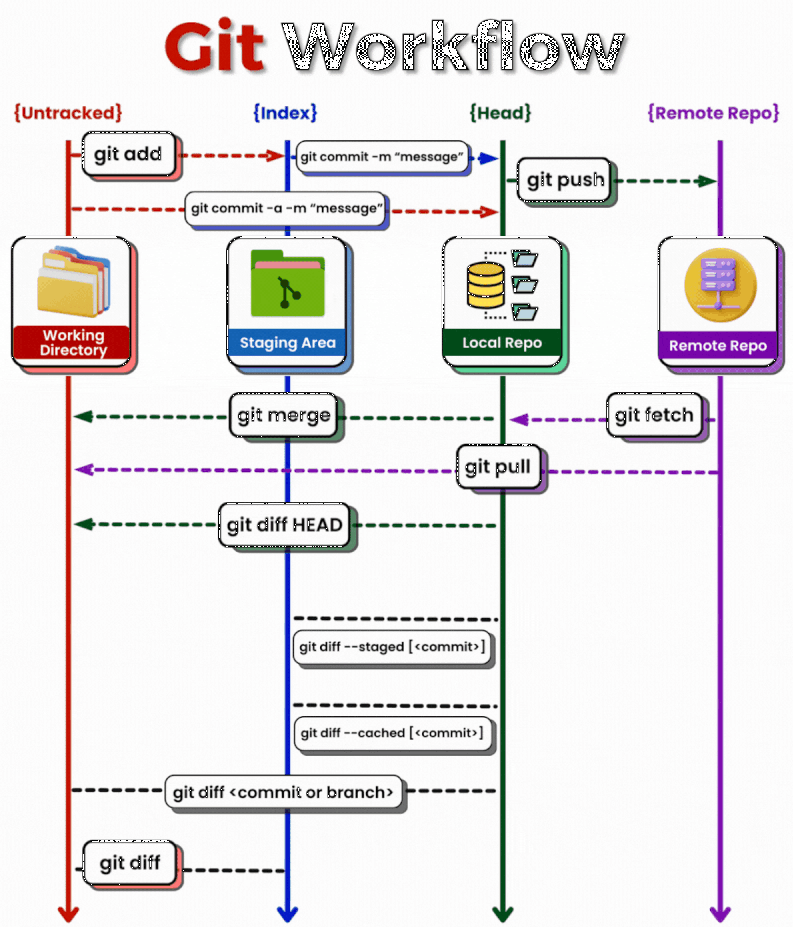 Git Workflow
{Untracked}
{Index}
{Head}
{Remote Repo}
git add
git commit -m “message”
git push
git commit -a -m “message”
Working
Directory
Staging Area
Local Repo
Remote Repo
git merge
git fetch
git pull
git diff HEAD
git diff --staged [<commit>]
git diff --cached [<commit>]
git diff <commit or branch>
git diff